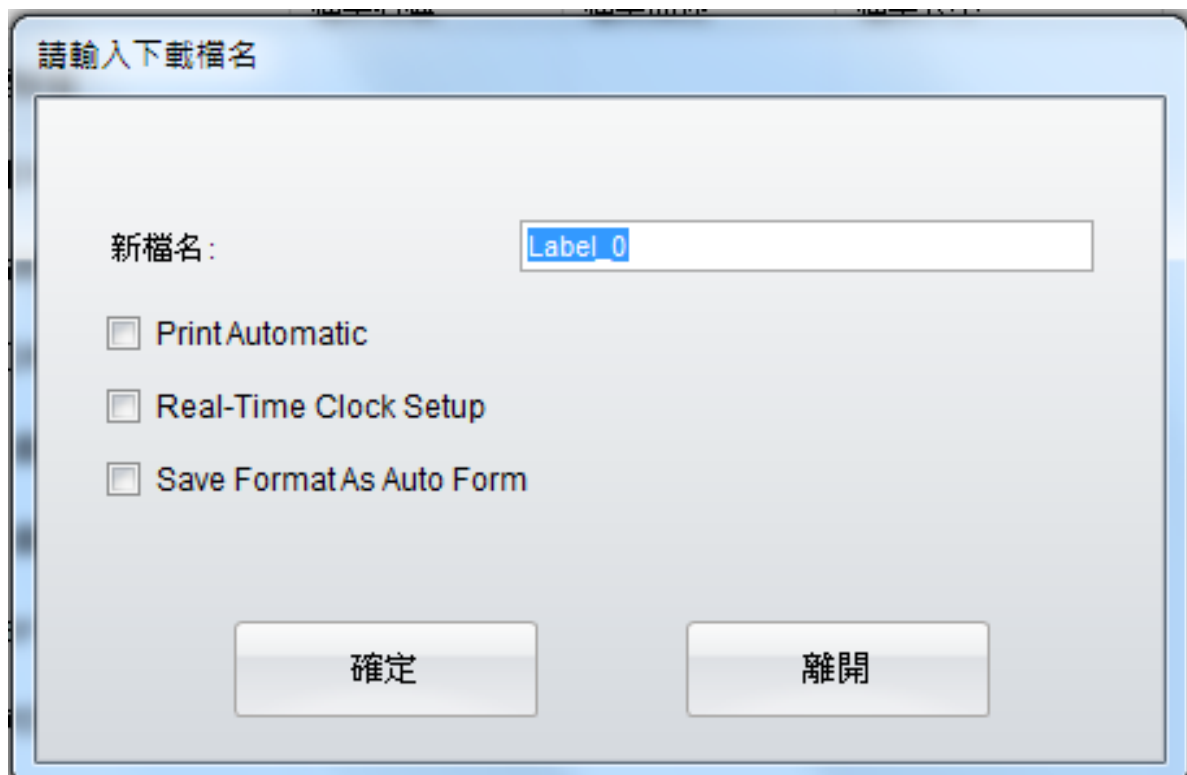 請輸入下載檔名
新檔名:
Label_0
Print Automatic
Real-Time Clock Setup
Save Format As Auto Form
確定
離開